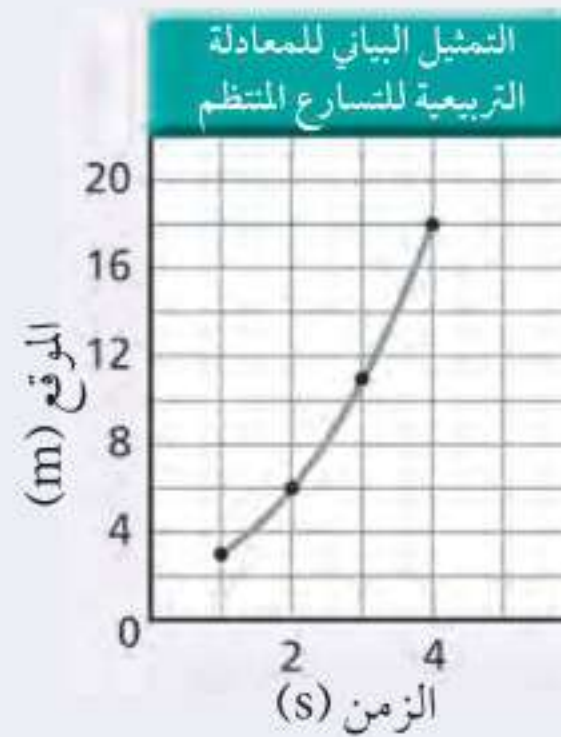 التمثيل البياني للمعادلة
التربيعية للتسارع المنتظم
20
16
12
8
4
0
الموقع (m)
2 4
الزمن (s)